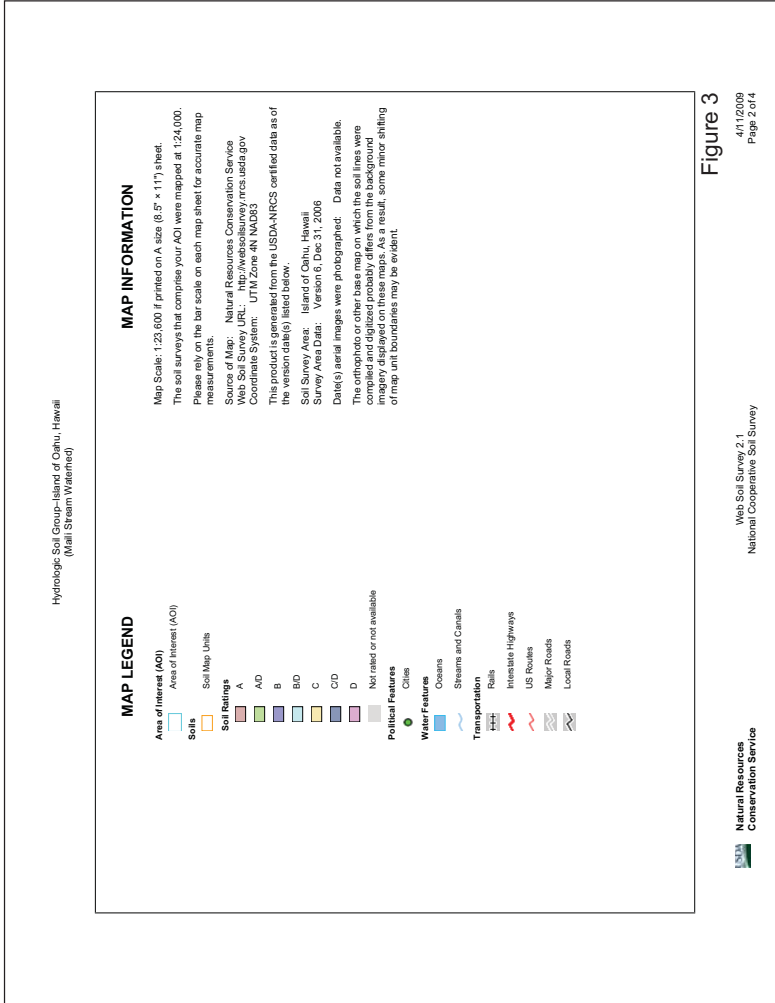 Hydrologic Soil Group–Island of Oahu, Hawaii
(Maili Stream Waterhed)
MAP LEGEND
Area of Interest (AOI)
Area of Interest (AOI)
Soils
Soil Map Units
Soil Ratings
A
A/D
B
B/D
C
C/D
D
Not rated or not available
Political Features
Cities
Water Features
Oceans
Streams and Canals
Transportation
Rails
Interstate Highways
US Routes
Major Roads
Local Roads
MAP INFORMATION
Map Scale: 1:23,600 if printed on A size (8.5" × 11") sheet.
The soil surveys that comprise your AOI were mapped at 1:24,000.
Please rely on the bar scale on each map sheet for accurate map
measurements.
Source of Map: Natural Resources Conservation Service
Web Soil Survey URL: http://websoilsurvey.nrcs.usda.gov
Coordinate System: UTM Zone 4N NAD83
This product is generated from the USDA-NRCS certified data as of
the version date(s) listed below.
Soil Survey Area: Island of Oahu, Hawaii
Survey Area Data: Version 6, Dec 31, 2006
Date(s) aerial images were photographed: Data not available.
The orthophoto or other base map on which the soil lines were
compiled and digitized probably differs from the background
imagery displayed on these maps. As a result, some minor shifting
of map unit boundaries may be evident.
Figure 3
USDA
Natural Resources
Conservation Service
Web Soil Survey 2.1
National Cooperative Soil Survey
4/11/2009
Page 2 of 4